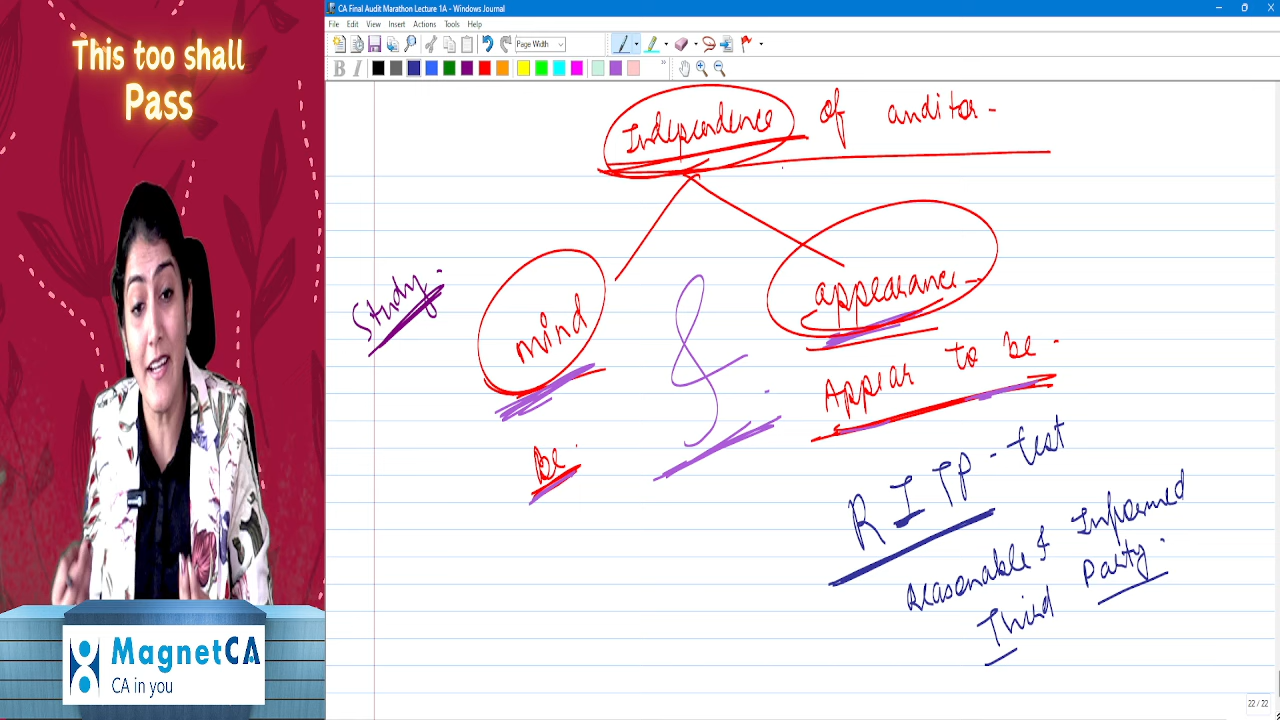 This too shall
Pass
CA Final Audit Marathon Lecture 1A - Windows Journal
File Edit View Insert Actions Tools Help
Page Width
B I
Independence of auditor -
Study.
mind
&
appearance -
Be
Appear to be.
R I TP - test
Reasonable & Informed
Third Party.
MagnetCA
CA in you
22 / 22